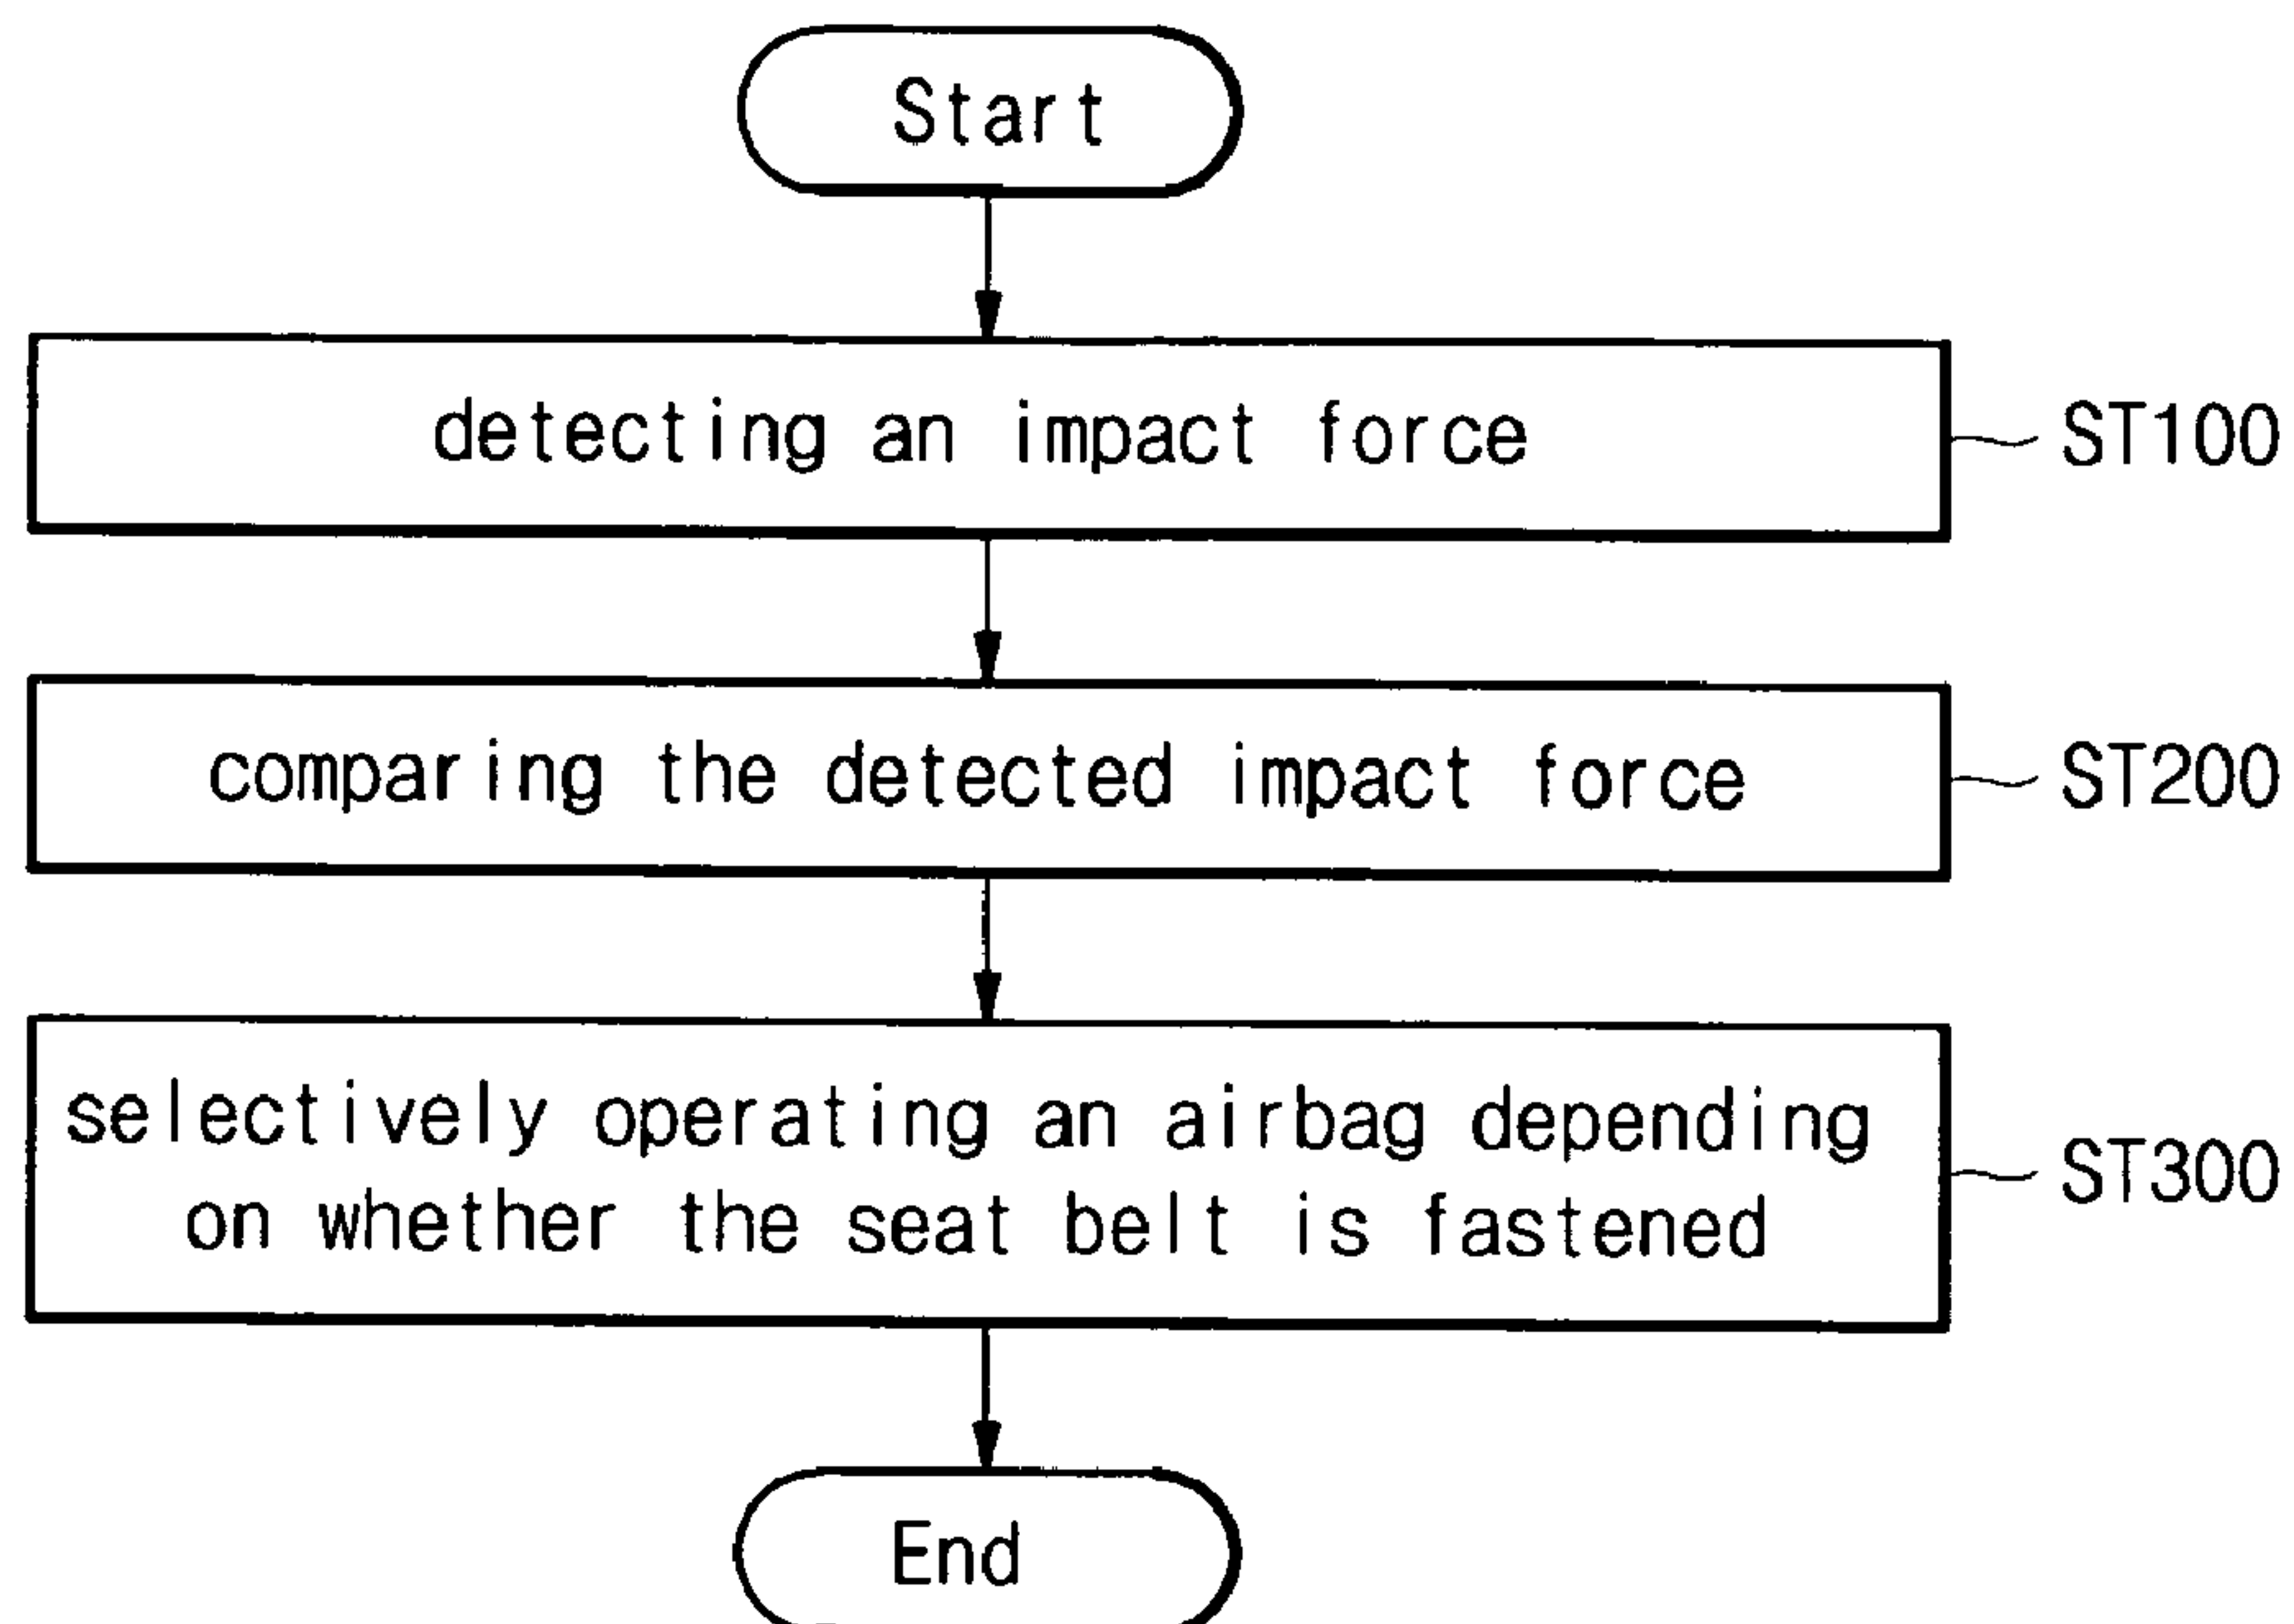 Start
detecting an impact force
ST100
comparing the detected impact force
ST200
selectively operating an airbag depending
on whether the seat belt is fastened
ST300
End